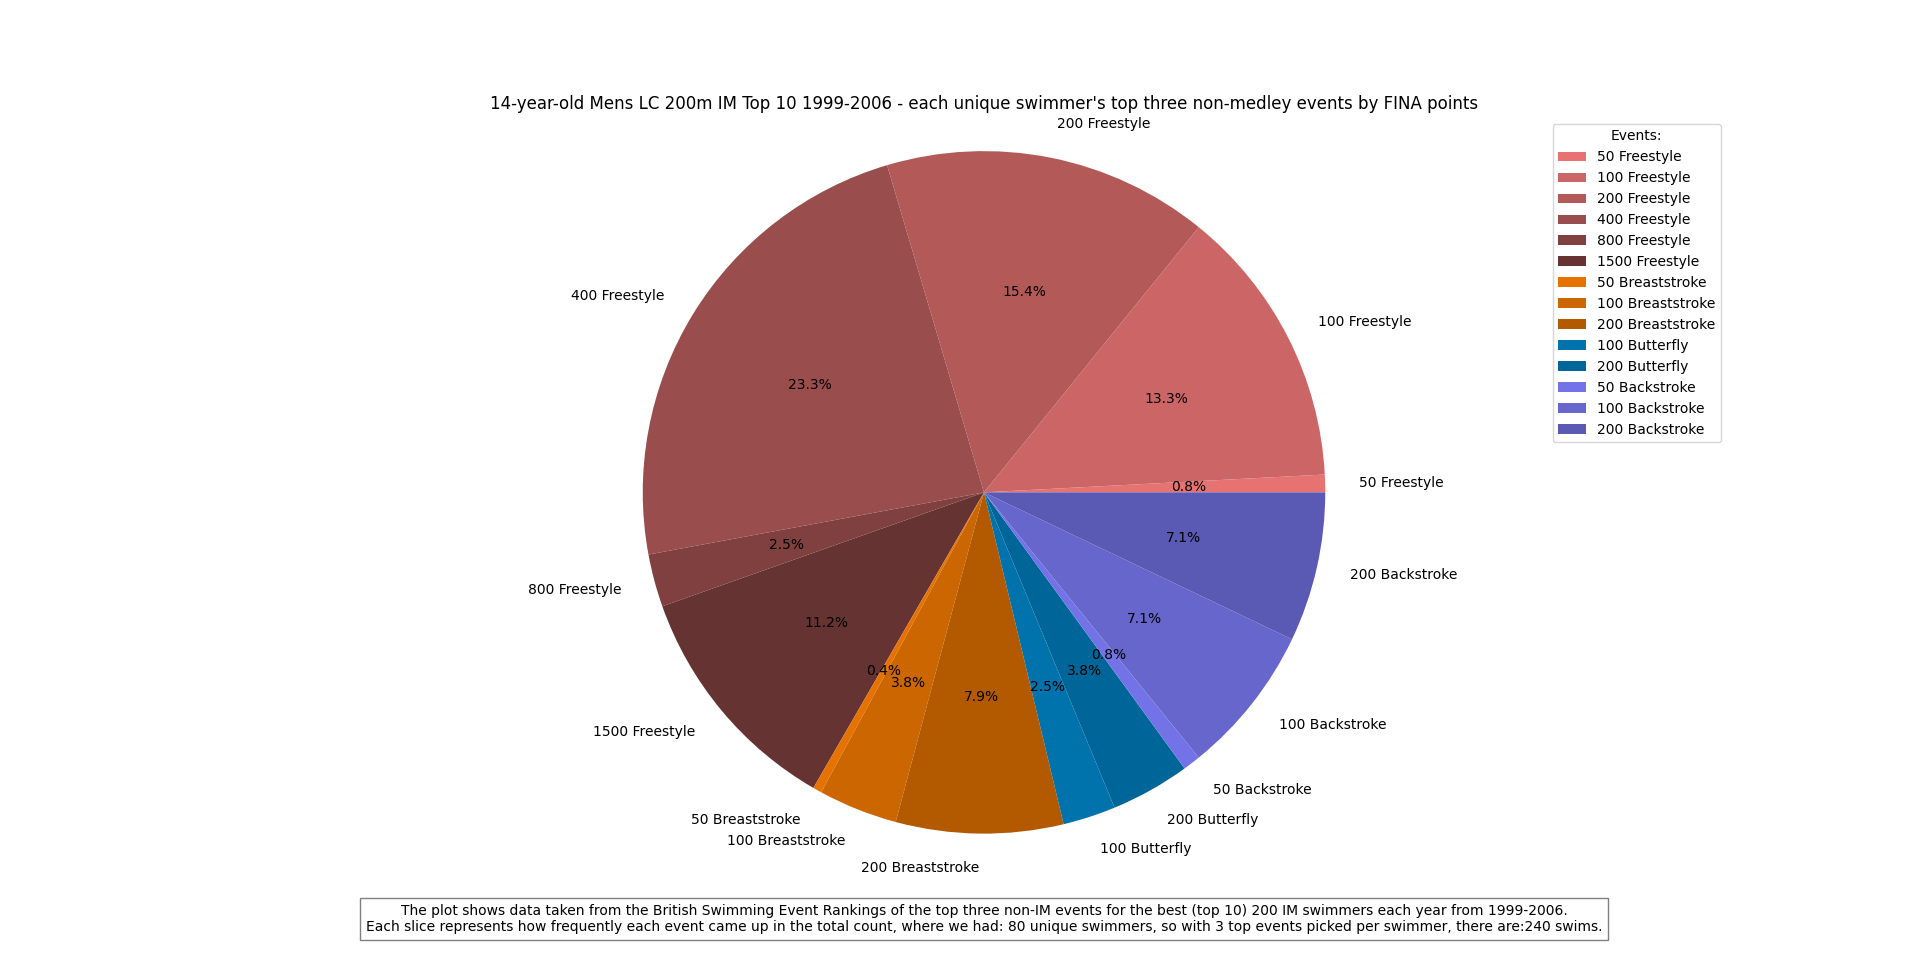 14-year-old Mens LC 200m IM Top 10 1999-2006 - each unique swimmer's top three non-medley events by FINA points
200 Freestyle
400 Freestyle
100 Freestyle
50 Freestyle
800 Freestyle
200 Backstroke
1500 Freestyle
100 Backstroke
50 Breaststroke
50 Backstroke
100 Breaststroke
200 Butterfly
200 Breaststroke
100 Butterfly
15.4%
23.3%
13.3%
0.8%
2.5%
7.1%
11.2%
7.1%
0.4%
0.8%
3.8%
3.8%
7.9%
2.5%
Events:
50 Freestyle
100 Freestyle
200 Freestyle
400 Freestyle
800 Freestyle
1500 Freestyle
50 Breaststroke
100 Breaststroke
200 Breaststroke
100 Butterfly
200 Butterfly
50 Backstroke
100 Backstroke
200 Backstroke
The plot shows data taken from the British Swimming Event Rankings of the top three non-IM events for the best (top 10) 200 IM swimmers each year from 1999-2006.
Each slice represents how frequently each event came up in the total count, where we had: 80 unique swimmers, so with 3 top events picked per swimmer, there are:240 swims.